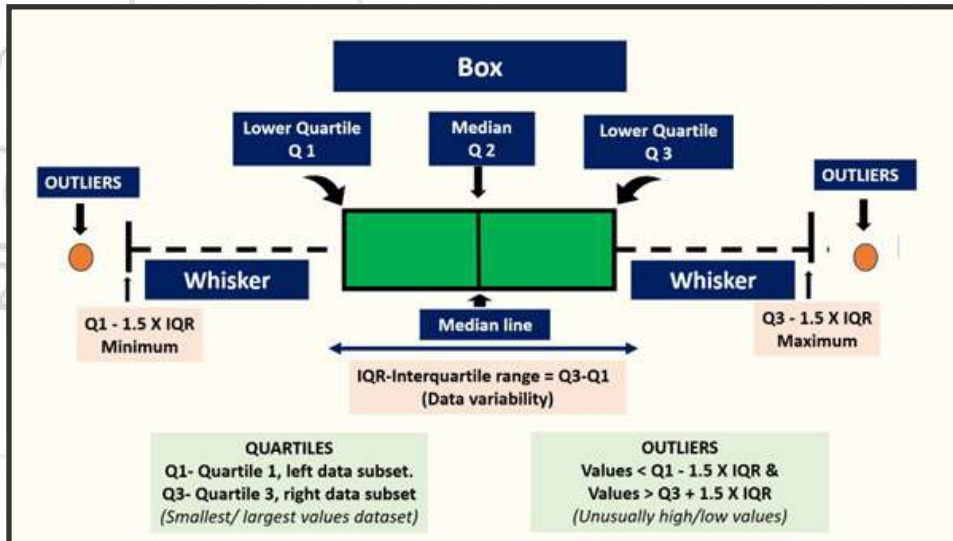 Box
Lower Quartile
Q 1
Median
Q 2
Lower Quartile
Q 3
OUTLIERS
OUTLIERS
Whisker
Whisker
Q1 - 1.5 X IQR
Minimum
Median line
Q3 - 1.5 X IQR
Maximum
IQR-Interquartile range = Q3-Q1
(Data variability)
QUARTILES
Q1- Quartile 1, left data subset.
Q3- Quartile 3, right data subset
(Smallest/ largest values dataset)
OUTLIERS
Values < Q1 - 1.5 X IQR &
Values > Q3 + 1.5 X IQR
(Unusually high/low values)